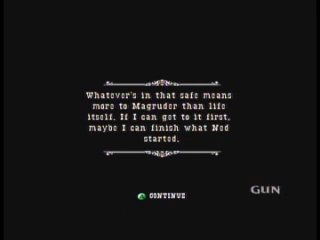 Whatever's in that safe means
more to Magruder than life
itself. If I can get to it first,
maybe I can finish what Ned
started.
CONTINUE
GUN